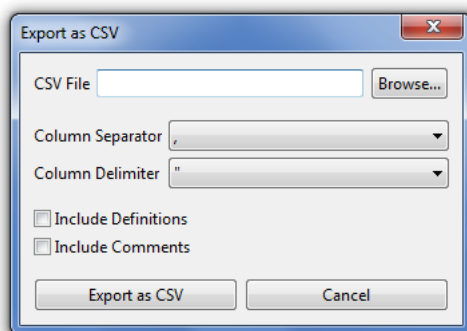 Export as CSV
CSV File Browse...
Column Separator ,
Column Delimiter "
Include Definitions
Include Comments
Export as CSV Cancel